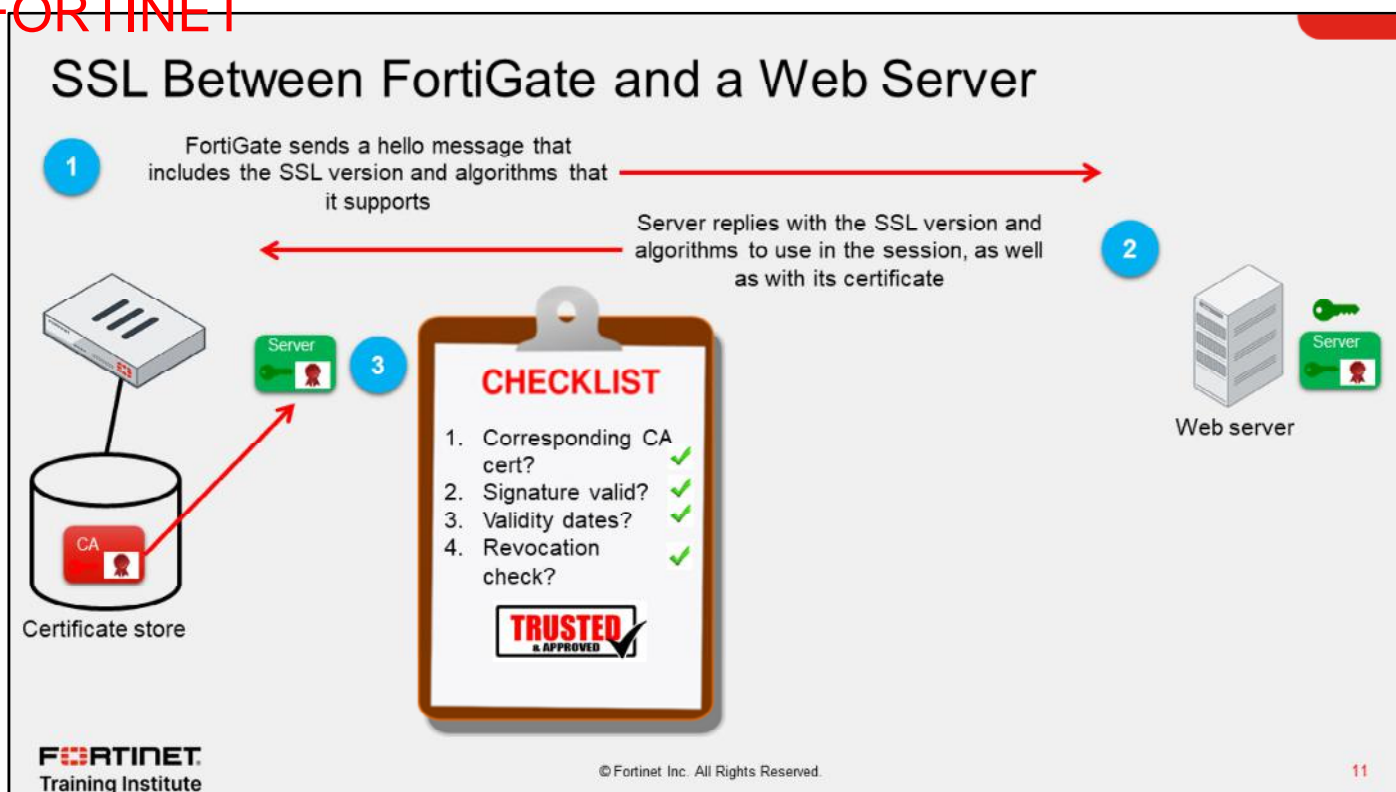 FORTINET
SSL Between FortiGate and a Web Server
1
FortiGate sends a hello message that
includes the SSL version and algorithms that
it supports
Server replies with the SSL version and
algorithms to use in the session, as well
as with its certificate
2
Server
3
CHECKLIST
1. Corresponding CA
cert?
2. Signature valid?
3. Validity dates?
4. Revocation
check?
TRUSTED
& APPROVED
Server
Web server
CA
Certificate store
FORTINET
Training Institute
© Fortinet Inc. All Rights Reserved.
11